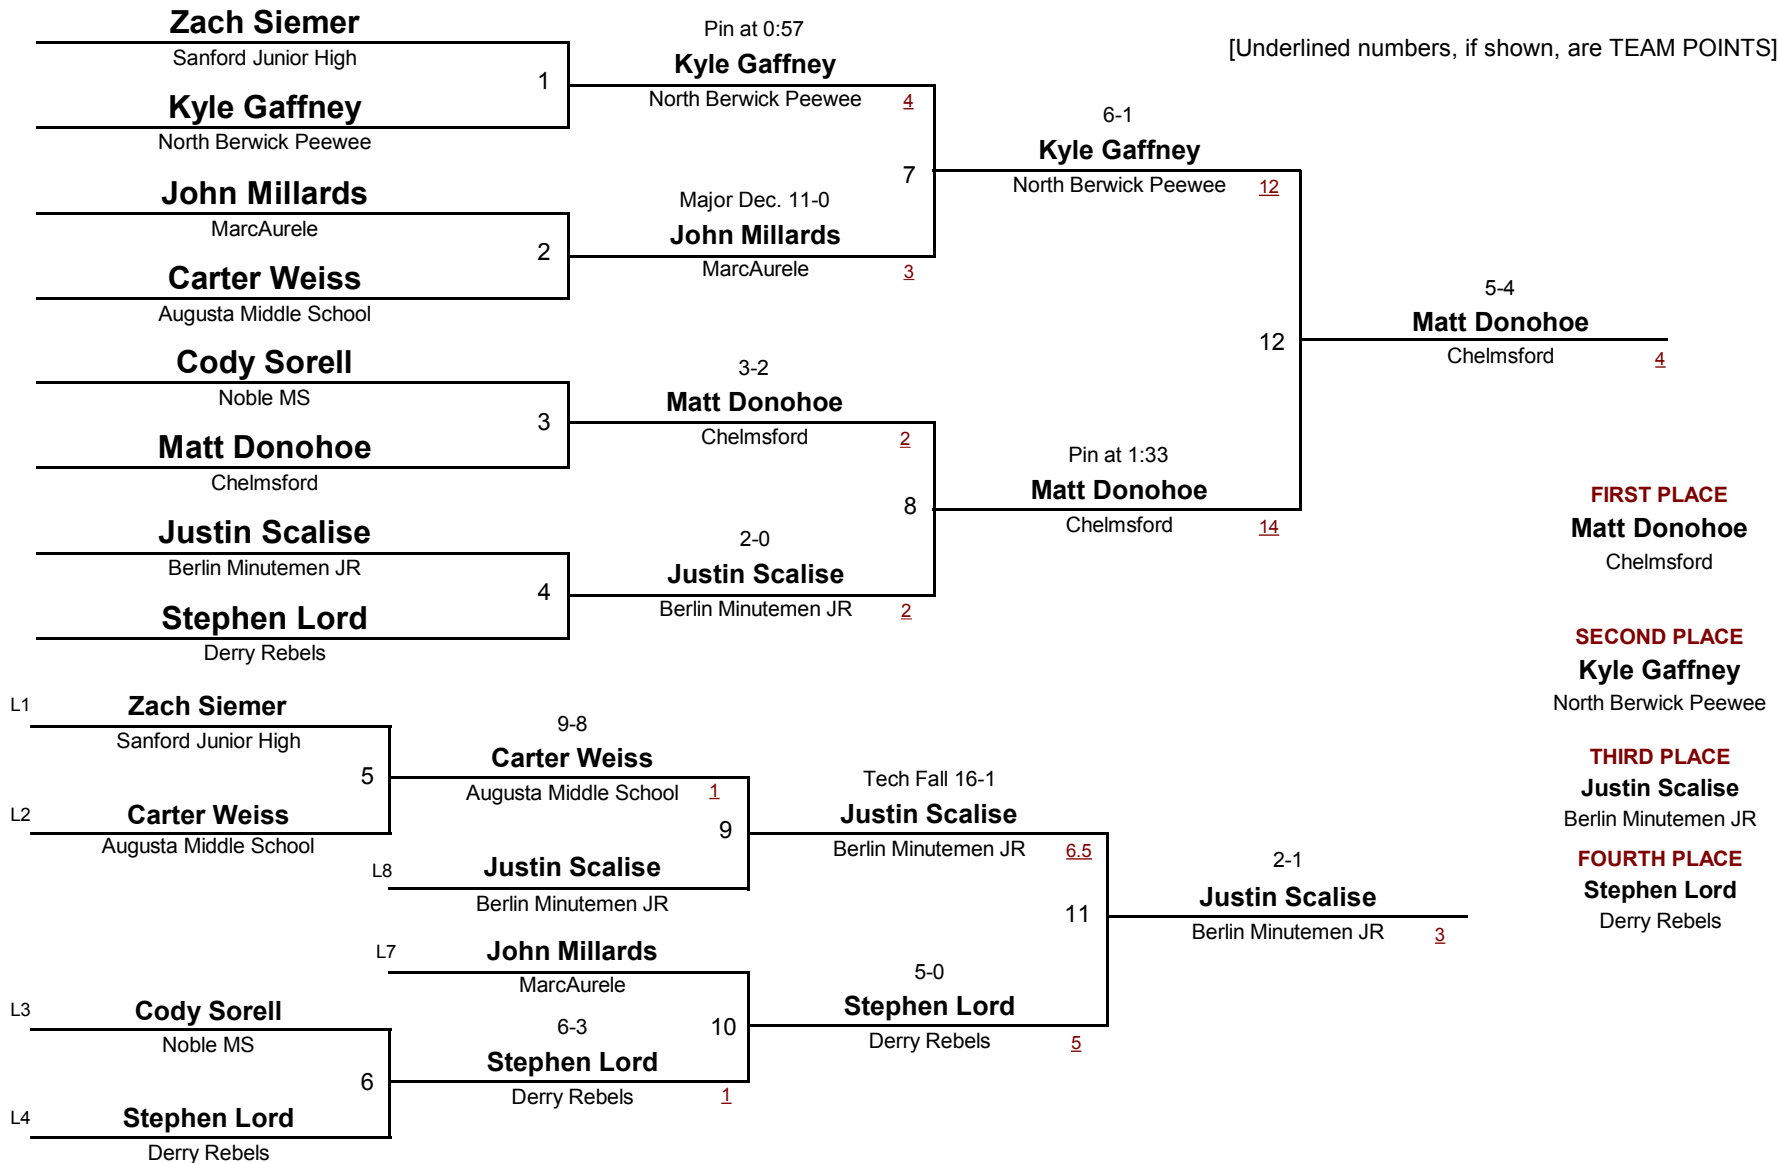 [Underlined numbers, if shown, are TEAM POINTS]
Zach Siemer
Sanford Junior High
1
Kyle Gaffney
North Berwick Peewee
John Millards
MarcAurele
2
Carter Weiss
Augusta Middle School
Cody Sorell
Noble MS
3
Matt Donohoe
Chelmsford
Justin Scalise
Berlin Minutemen JR
4
Stephen Lord
Derry Rebels
Pin at 0:57
Kyle Gaffney
North Berwick Peewee 4
7
Major Dec. 11-0
John Millards
MarcAurele 3
3-2
Matt Donohoe
Chelmsford 2
8
2-0
Justin Scalise
Berlin Minutemen JR 2
6-1
Kyle Gaffney
North Berwick Peewee 12
12
Pin at 1:33
Matt Donohoe
Chelmsford 14
5-4
Matt Donohoe
Chelmsford 4
FIRST PLACE
Matt Donohoe
Chelmsford
SECOND PLACE
Kyle Gaffney
North Berwick Peewee
THIRD PLACE
Justin Scalise
Berlin Minutemen JR
FOURTH PLACE
Stephen Lord
Derry Rebels
L1 Zach Siemer
Sanford Junior High
5
L2 Carter Weiss
Augusta Middle School
L3 Cody Sorell
Noble MS
6
L4 Stephen Lord
Derry Rebels
9-8
Carter Weiss
Augusta Middle School 1
9
L8 Justin Scalise
Berlin Minutemen JR
L7 John Millards
MarcAurele
10
6-3
Stephen Lord
Derry Rebels 1
Tech Fall 16-1
Justin Scalise
Berlin Minutemen JR 6.5
11
5-0
Stephen Lord
Derry Rebels 5
2-1
Justin Scalise
Berlin Minutemen JR 3